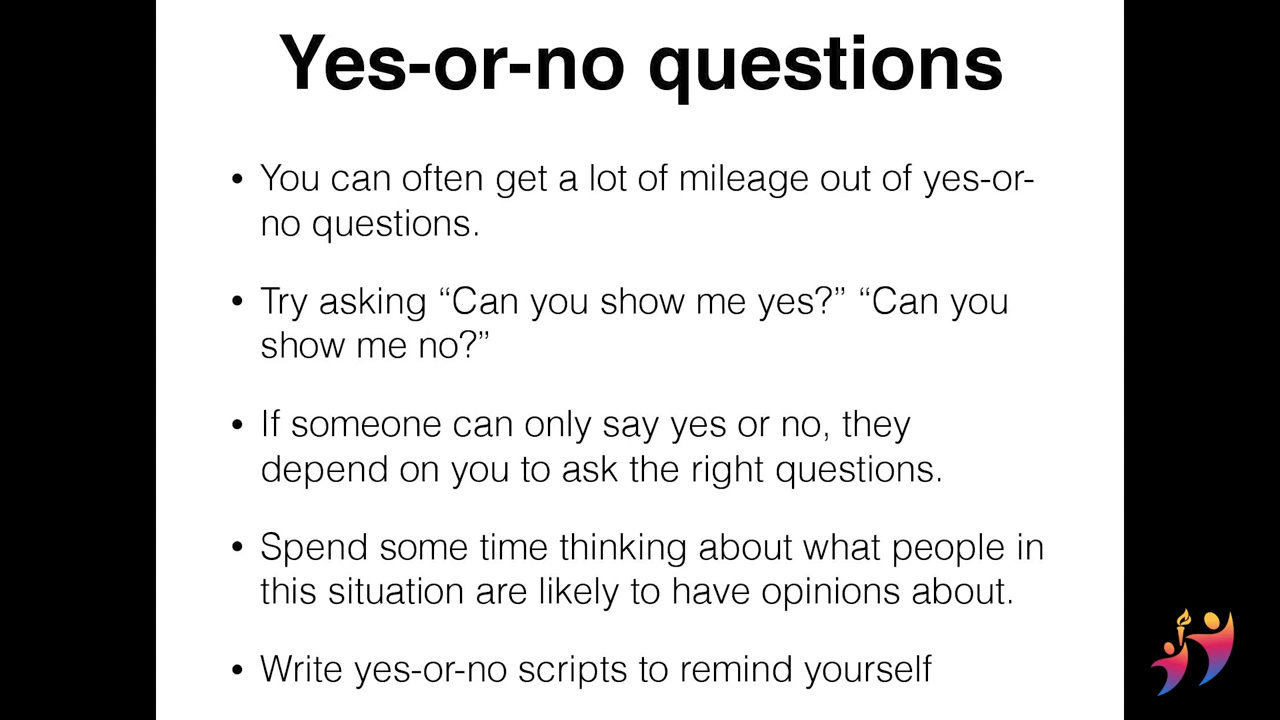 Yes-or-no questions
• You can often get a lot of mileage out of yes-or-
no questions.
• Try asking “Can you show me yes?” “Can you
show me no?”
• If someone can only say yes or no, they
depend on you to ask the right questions.
• Spend some time thinking about what people in
this situation are likely to have opinions about.
• Write yes-or-no scripts to remind yourself